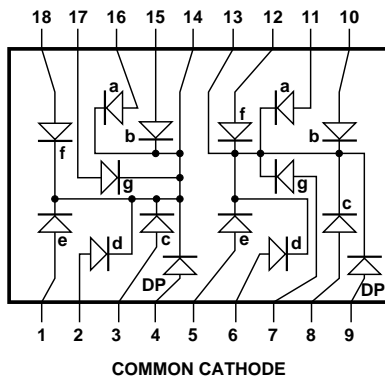 18 17 16 15 14 13 12 11 10
a a
f b f b
g g
e d c e d c
DP DP
1 2 3 4 5 6 7 8 9
COMMON CATHODE